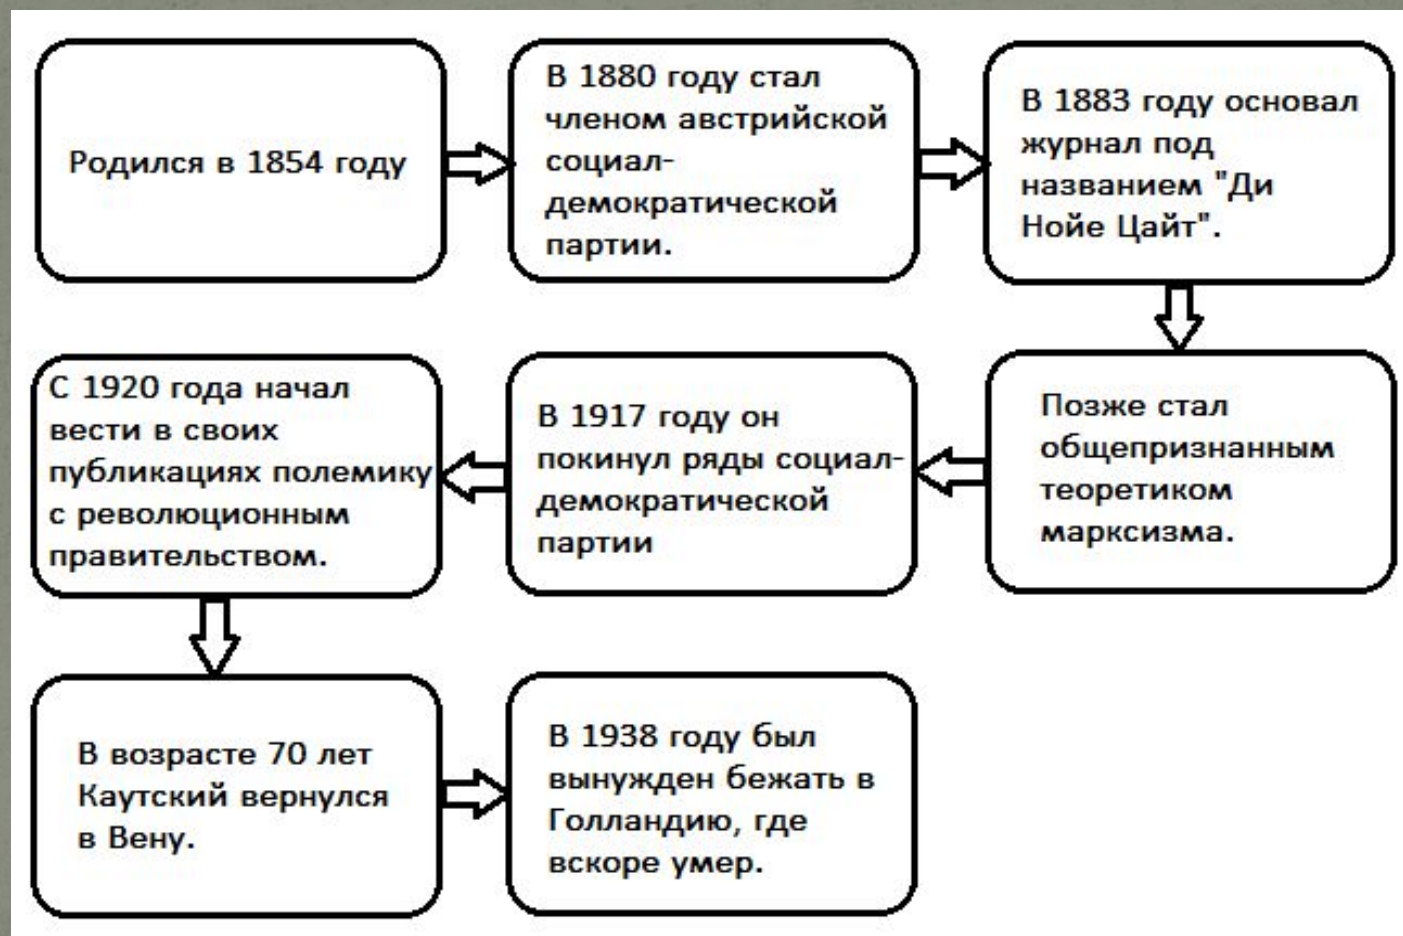 Родился в 1854 году
В 1880 году стал
членом австрийской
социал-
демократической
партии.
В 1883 году основал
журнал под
названием "Ди
Нойе Цайт".
Позже стал
общепризнанным
теоретиком
марксизма.
В 1917 году он
покинул ряды социал-
демократической
партии
С 1920 года начал
вести в своих
публикациях полемику
с революционным
правительством.
В возрасте 70 лет
Каутский вернулся
в Вену.
В 1938 году был
вынужден бежать в
Голландию, где
вскоре умер.